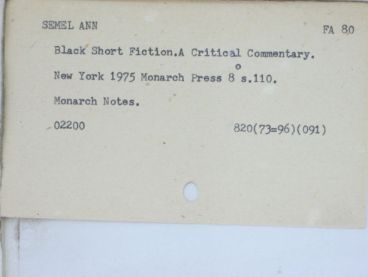 SEMEL ANN
FA 80
Black Short Fiction.A Critical Commentary.
New York 1975 Monarch Press 8° s.110.
Monarch Notes.
02200
820(73=96)(091)